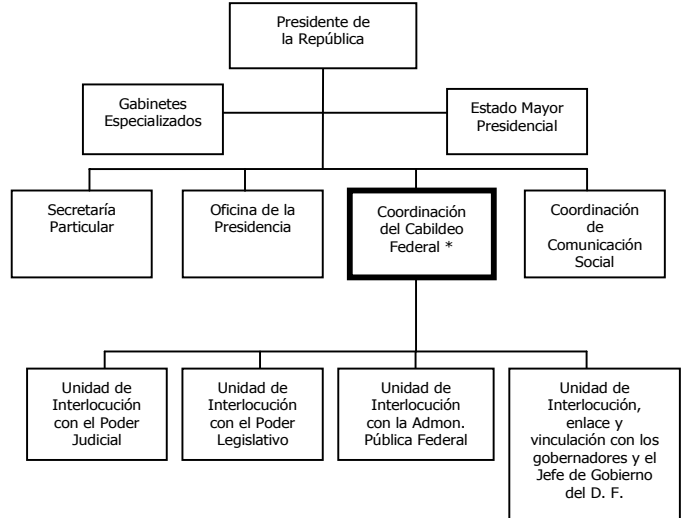 Presidente de
la República
Gabinetes
Especializados
Estado Mayor
Presidencial
Secretaría
Particular
Oficina de la
Presidencia
Coordinación
del Cabildeo
Federal *
Coordinación
de
Comunicación
Social
Unidad de
Interlocución
con el Poder
Judicial
Unidad de
Interlocución
con el Poder
Legislativo
Unidad de
Interlocución
con la Admon.
Pública Federal
Unidad de
Interlocución,
enlace y
vinculación con los
gobernadores y el
Jefe de Gobierno
del D. F.